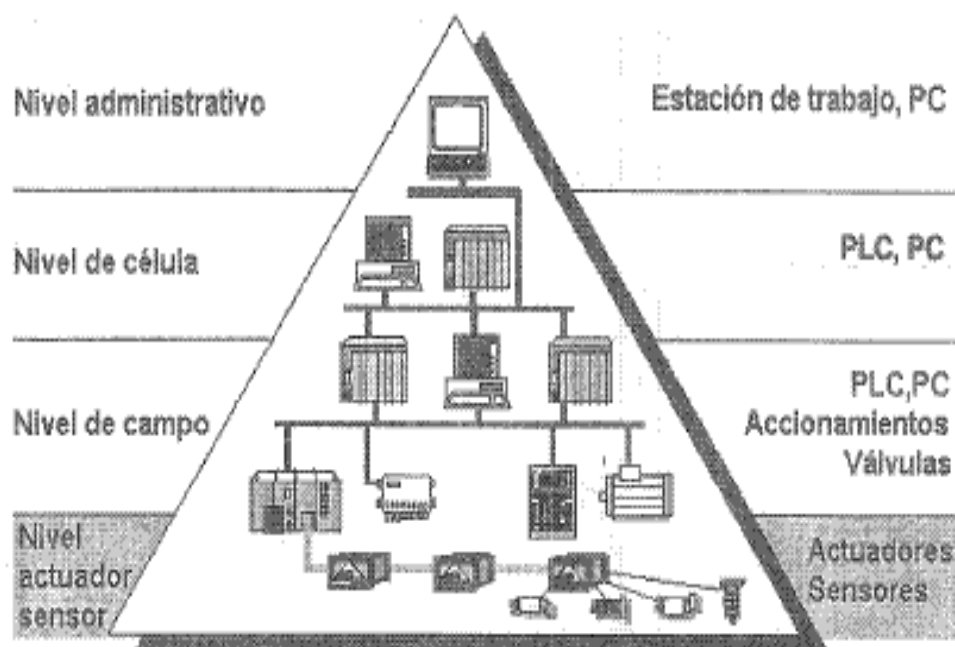 Nivel administrativo
Estación de trabajo, PC
Nivel de célula
PLC, PC
Nivel de campo
PLC,PC
Accionamientos
Válvulas
Nivel
actuador
sensor
Actuadores
Sensores